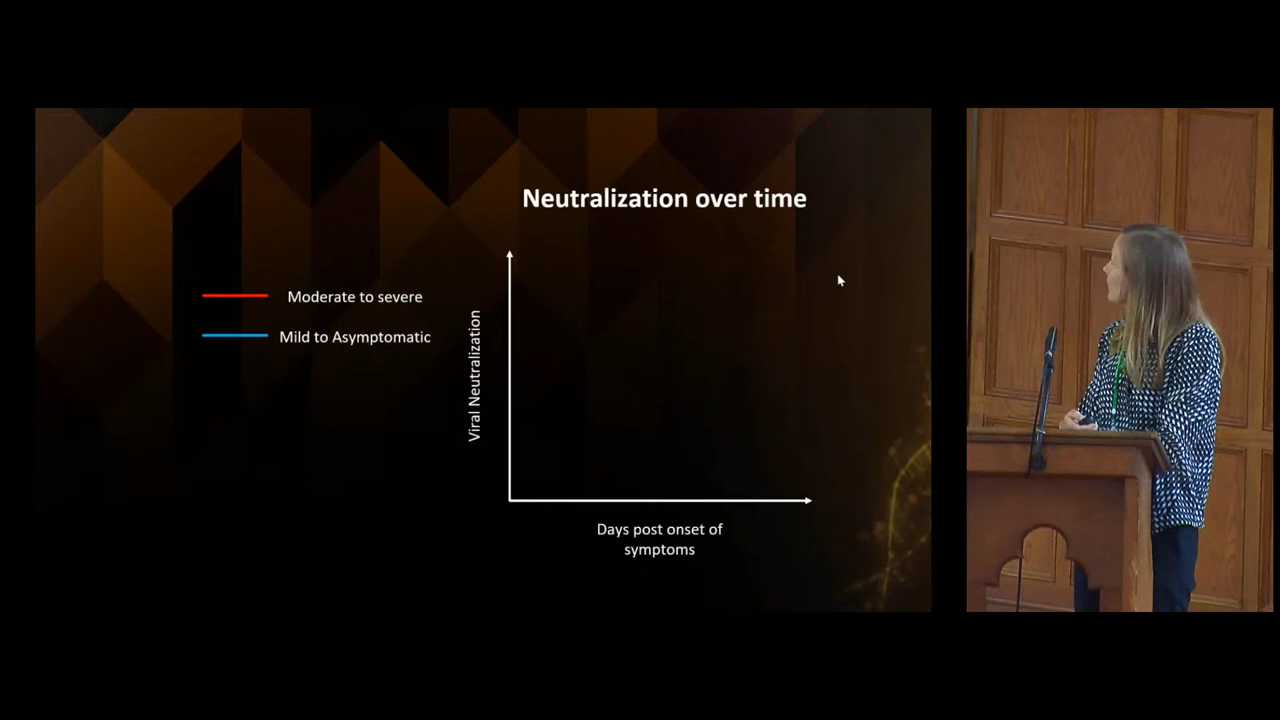 Neutralization over time
Moderate to severe
Mild to Asymptomatic
Viral Neutralization
Days post onset of
symptoms